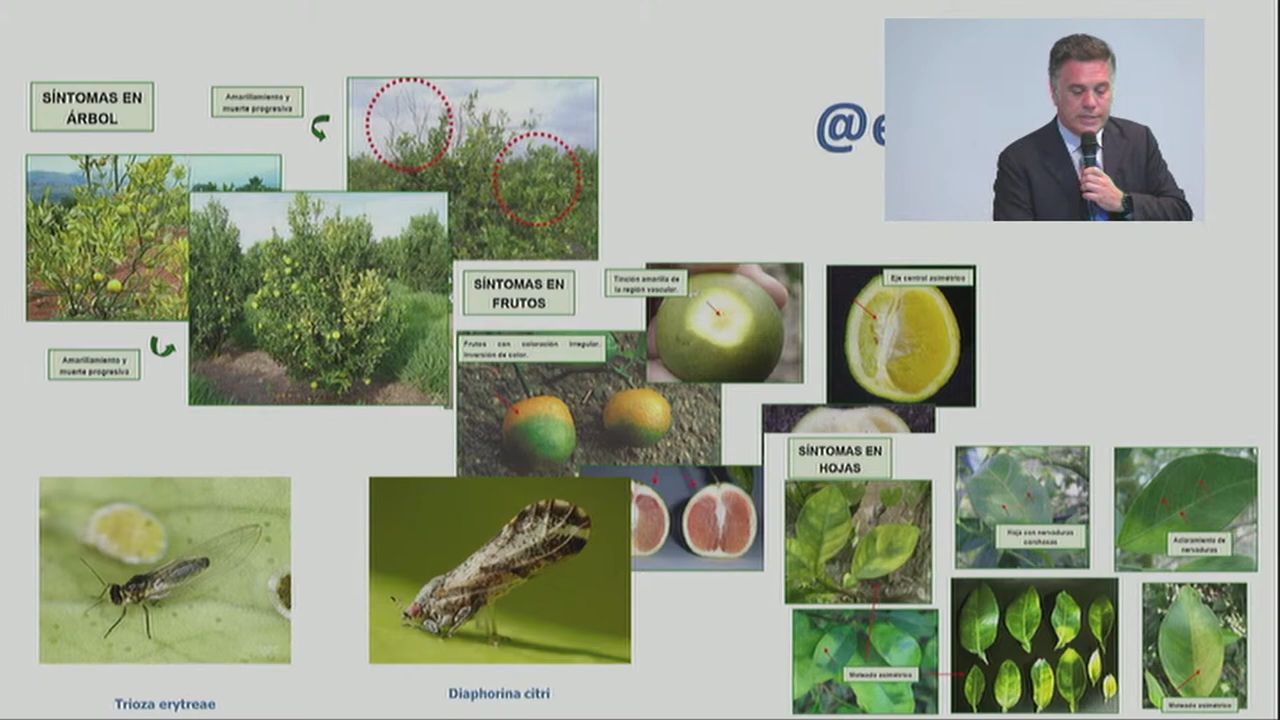 SÍNTOMAS EN
ÁRBOL
Amarillamiento y
muerte progresiva
@e
Amarillamiento y
muerte progresiva
SÍNTOMAS EN
FRUTOS
Tinción amarilla de
la región vascular.
Eje central asimétrico
Frutos con coloración irregular.
Inversión de color.
SÍNTOMAS EN
HOJAS
Hoja con nervaduras
corchosas
Aclaramiento de
nervaduras
Moteado asimétrico
Moteado asimétrico
Trioza erytreae
Diaphorina citri